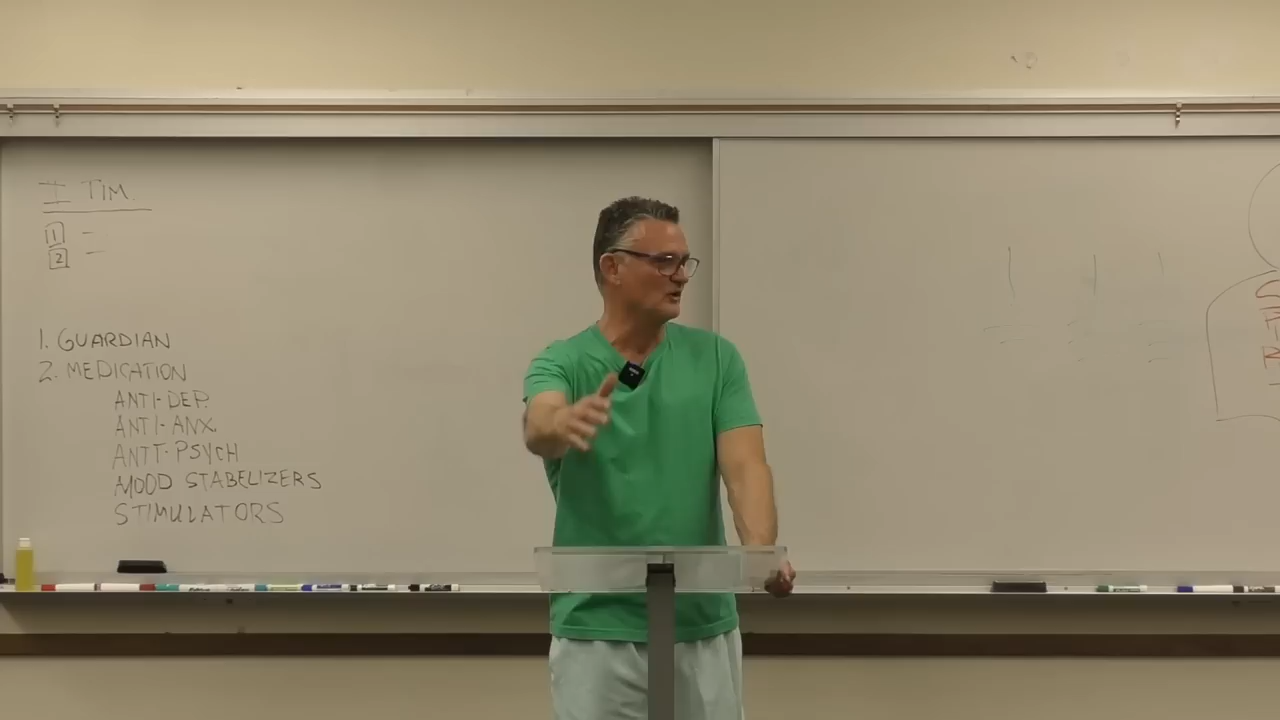 I TIM.
1 -
2 -
1. GUARDIAN
2. MEDICATION
ANTI-DEP.
ANTI-ANX.
ANTI-PSYCH
MOOD STABELIZERS
STIMULATORS